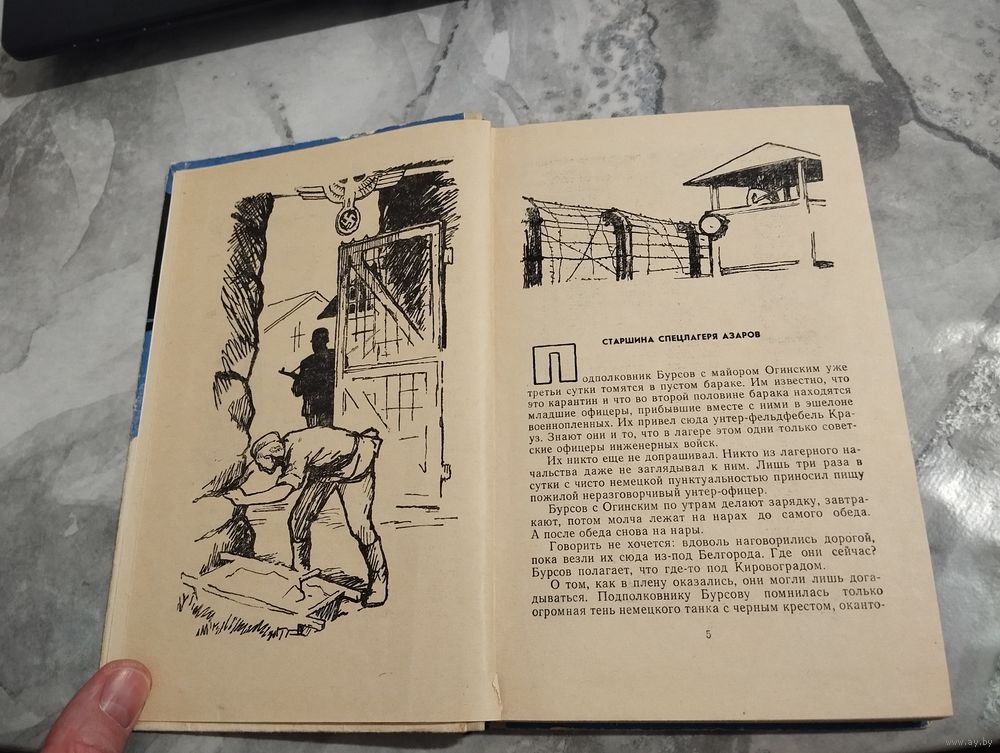 СТАРШИНА СПЕЦЛАГЕРЯ АЗАРОВ
Подполковник Бурсов с майором Огинским уже
третьи сутки томятся в пустом бараке. Им известно, что
это карантин и что во второй половине барака находятся
младшие офицеры, прибывшие вместе с ними в эшелоне
военнопленных. Их привел сюда унтер-фельдфебель Кра-
уз. Знают они и то, что в лагере этом одни только совет-
ские офицеры инженерных войск.
Их никто еще не допрашивал. Никто из лагерного на-
чальства даже не заглядывал к ним. Лишь три раза в
сутки с чисто немецкой пунктуальностью приносил пищу
пожилой неразговорчивый унтер-офицер.
Бурсов с Огинским по утрам делают зарядку, завтра-
кают, потом молча лежат на нарах до самого обеда.
А после обеда снова на нары.
Говорить не хочется: вдоволь наговорились дорогой,
пока везли их сюда из-под Белгорода. Где они сейчас?
Бурсов полагает, что где-то под Кировоградом.
О том, как в плену оказались, они могли лишь дога-
дываться. Подполковнику Бурсову помнилась только
огромная тень немецкого танка с черным крестом, оканто-
5
www.ay.by